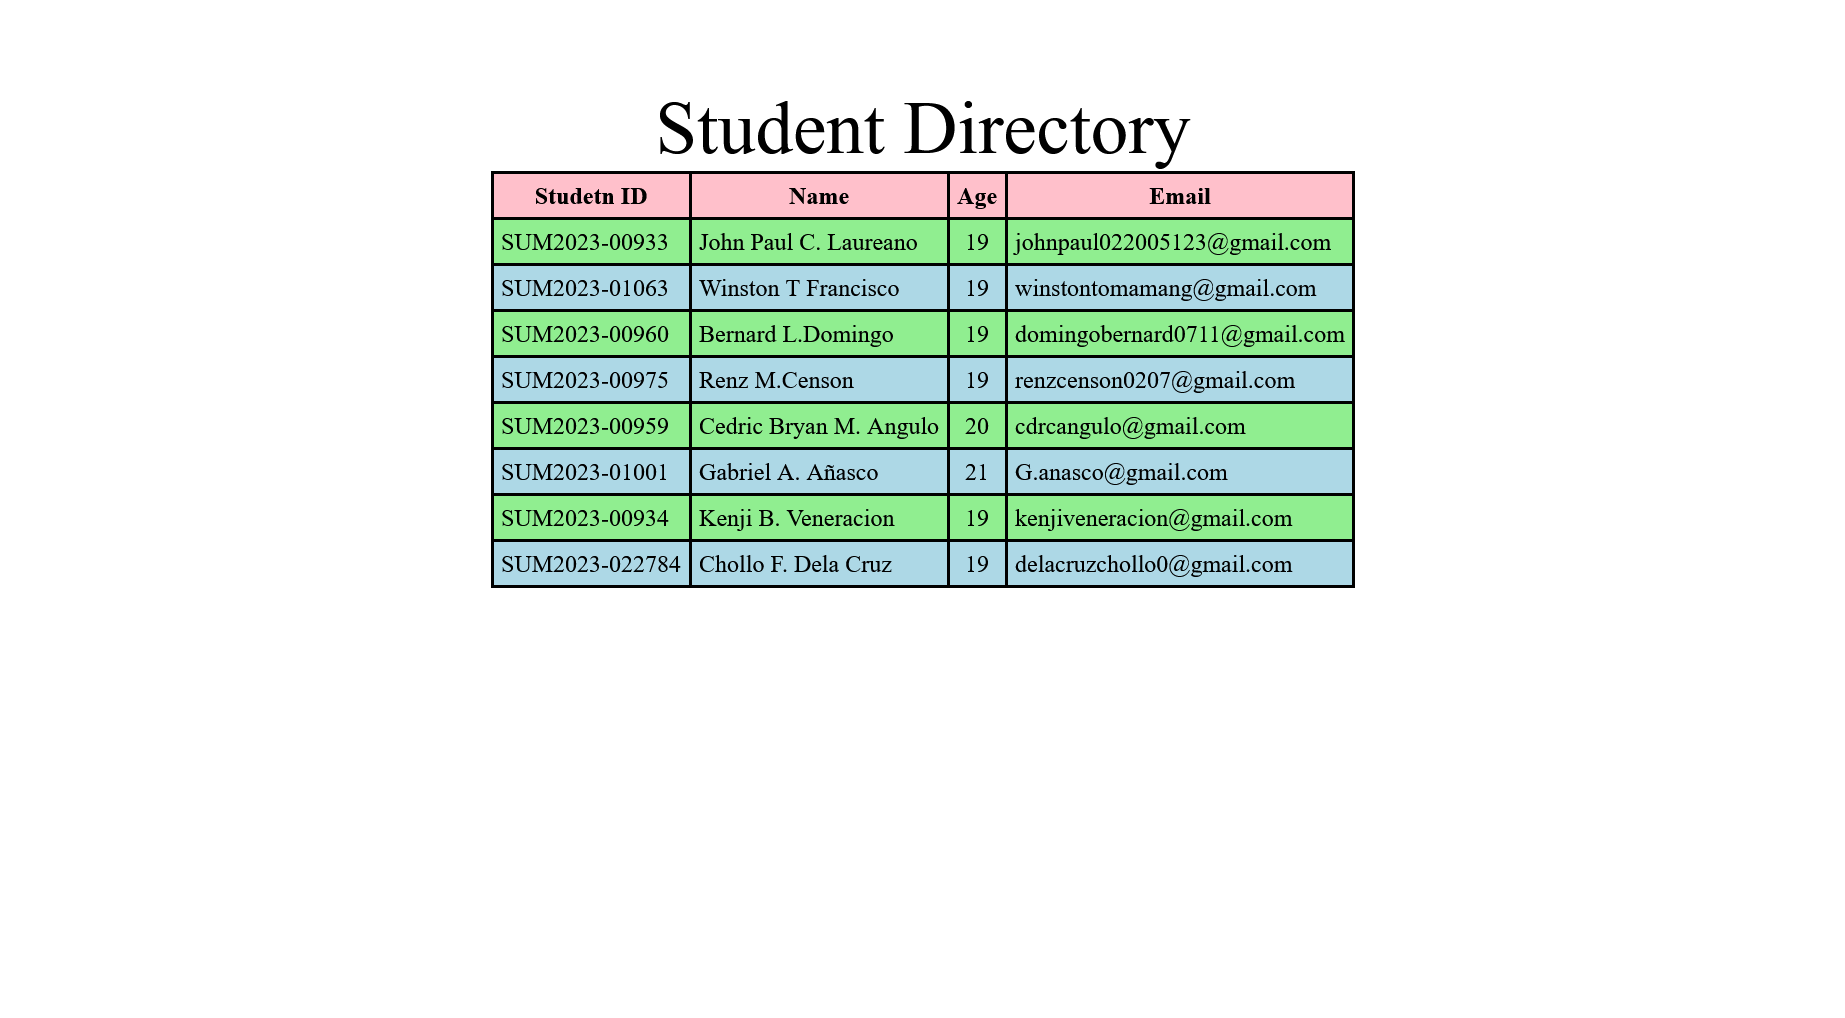 Student Directory
Studetn ID Name Age Email
SUM2023-00933 John Paul C. Laureano 19 johnpaul022005123@gmail.com
SUM2023-01063 Winston T Francisco 19 winstontomamang@gmail.com
SUM2023-00960 Bernard L.Domingo 19 domingobernard0711@gmail.com
SUM2023-00975 Renz M.Censon 19 renzcenson0207@gmail.com
SUM2023-00959 Cedric Bryan M. Angulo 20 cdrcangulo@gmail.com
SUM2023-01001 Gabriel A. Añasco 21 G.anasco@gmail.com
SUM2023-00934 Kenji B. Veneracion 19 kenjiveneracion@gmail.com
SUM2023-022784 Chollo F. Dela Cruz 19 delacruzchollo0@gmail.com